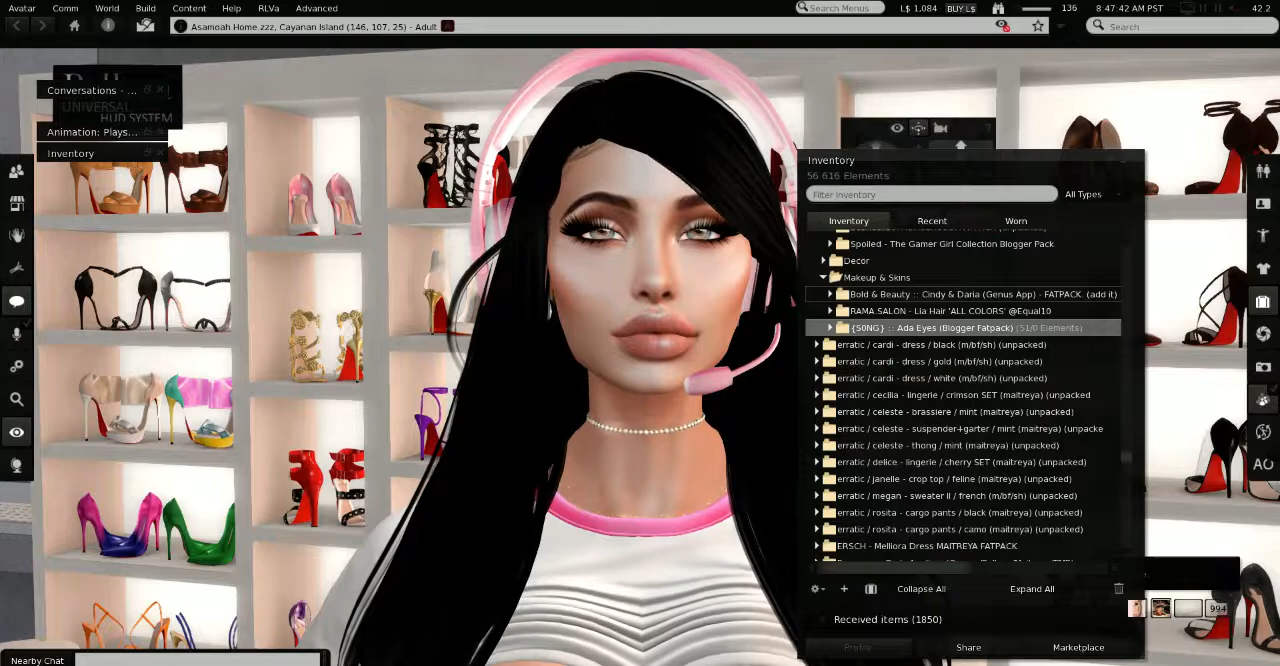 Avatar Comm World Build Content Help RLVa Advanced Search Menus L$ 1,084 BUY L$ 136 8:47:42 AM PST 42.2
Asamoah Home.zzz, Cayanan Island (146, 107, 25) - Adult Search
Conversations - ...
UNIVERSAL
HUD SYSTEM
Animation: Plays...
Inventory
Inventory
56 616 Elements
Filter Inventory All Types
Inventory Recent Worn
Spoiled - The Gamer Girl Collection Blogger Pack
Decor
Makeup & Skins
Bold & Beauty :: Cindy & Daria (Genus App) - FATPACK. (add it)
RAMA.SALON - Lia Hair 'ALL COLORS' @Equal10
{S0NG} :: Ada Eyes (Blogger Fatpack) (51/0 Elements)
erratic / cardi - dress / black (m/bf/sh) (unpacked)
erratic / cardi - dress / gold (m/bf/sh) (unpacked)
erratic / cardi - dress / white (m/bf/sh) (unpacked)
erratic / cecilia - lingerie / crimson SET (maitreya) (unpacked
erratic / celeste - brassiere / mint (maitreya) (unpacked)
erratic / celeste - suspender+garter / mint (maitreya) (unpacke
erratic / celeste - thong / mint (maitreya) (unpacked)
erratic / delice - lingerie / cherry SET (maitreya) (unpacked)
erratic / janelle - crop top / feline (maitreya) (unpacked)
erratic / megan - sweater II / french (m/bf/sh) (unpacked)
erratic / rosita - cargo pants / black (maitreya) (unpacked)
erratic / rosita - cargo pants / camo (maitreya) (unpacked)
ERSCH - Melliora Dress MAITREYA FATPACK
Collapse All Expand All
Received items (1850)
Profile Share Marketplace
AO
994
Nearby Chat